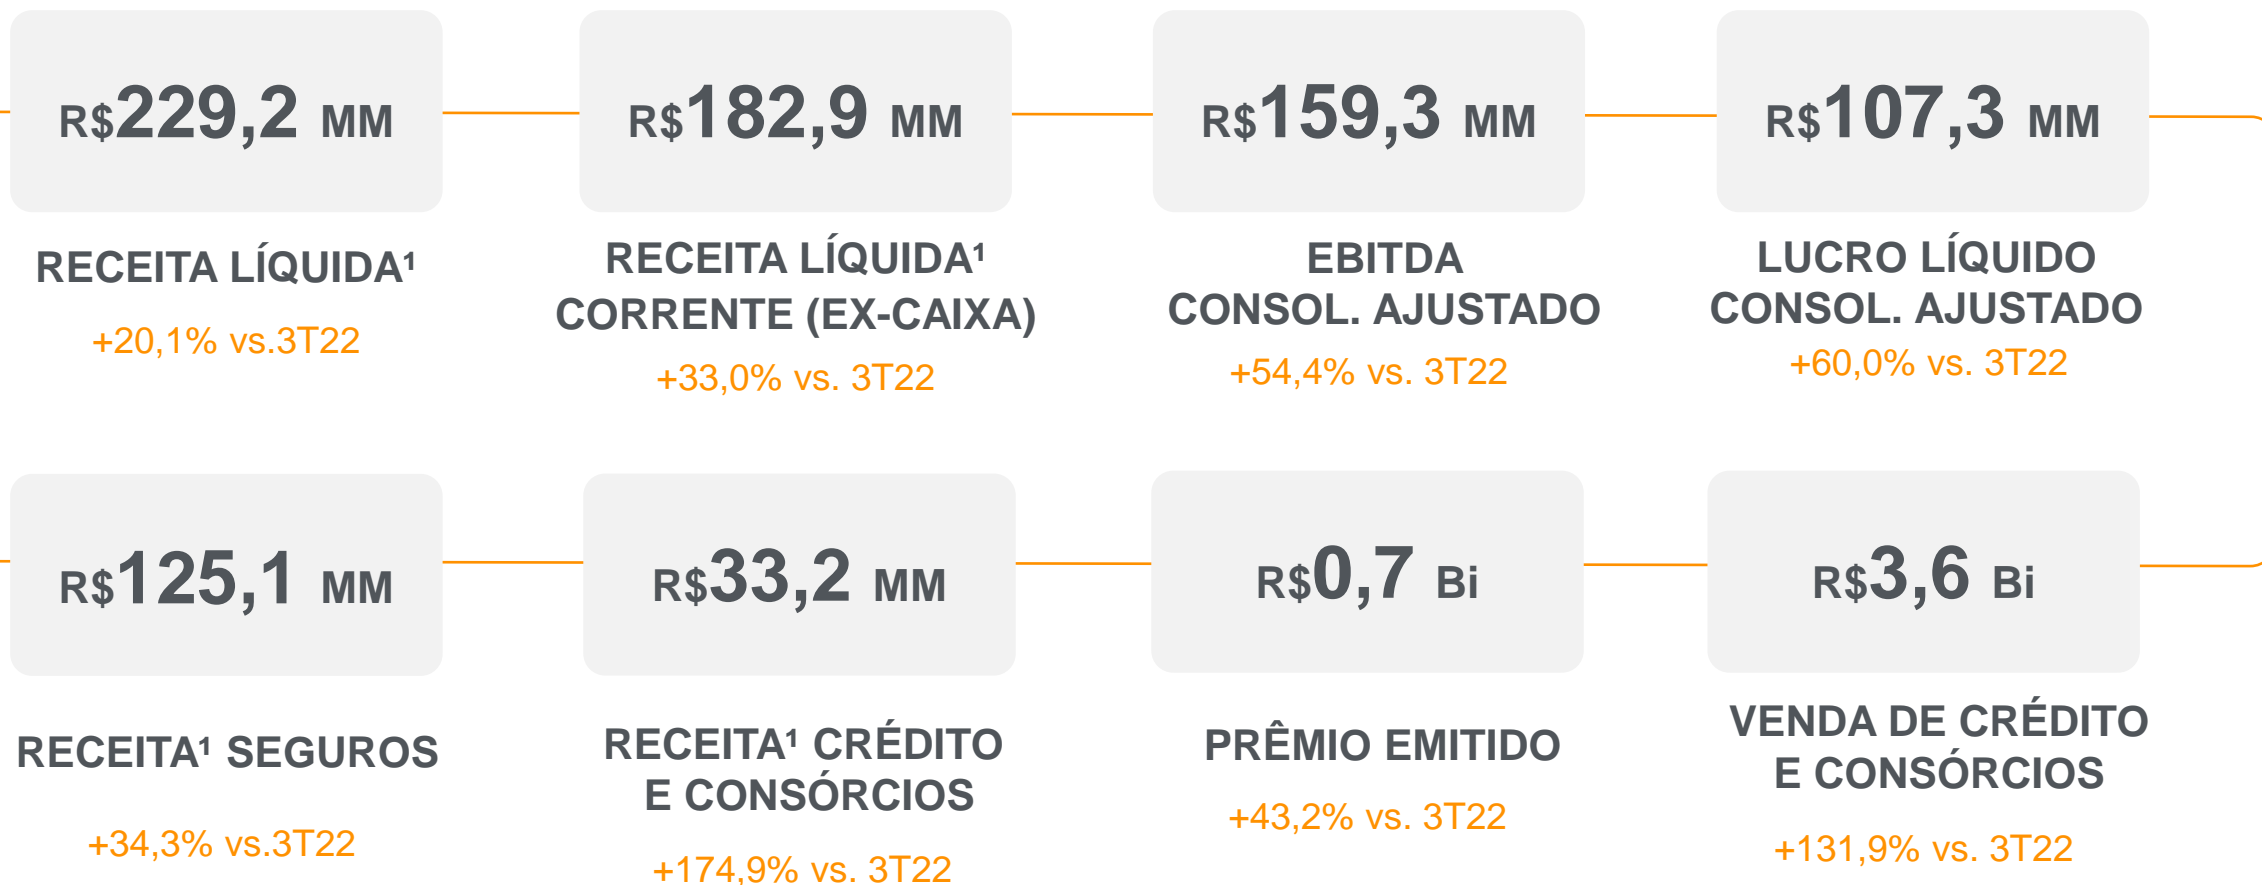 R$229,2 MM
RECEITA LÍQUIDA¹
+20,1% vs.3T22
R$182,9 MM
RECEITA LÍQUIDA¹
CORRENTE (EX-CAIXA)
+33,0% vs. 3T22
R$159,3 MM
EBITDA
CONSOL. AJUSTADO
+54,4% vs. 3T22
R$107,3 MM
LUCRO LÍQUIDO
CONSOL. AJUSTADO
+60,0% vs. 3T22
R$125,1 MM
RECEITA¹ SEGUROS
+34,3% vs.3T22
R$33,2 MM
RECEITA¹ CRÉDITO
E CONSÓRCIOS
+174,9% vs. 3T22
R$0,7 Bi
PRÊMIO EMITIDO
+43,2% vs. 3T22
R$3,6 Bi
VENDA DE CRÉDITO
E CONSÓRCIOS
+131,9% vs. 3T22